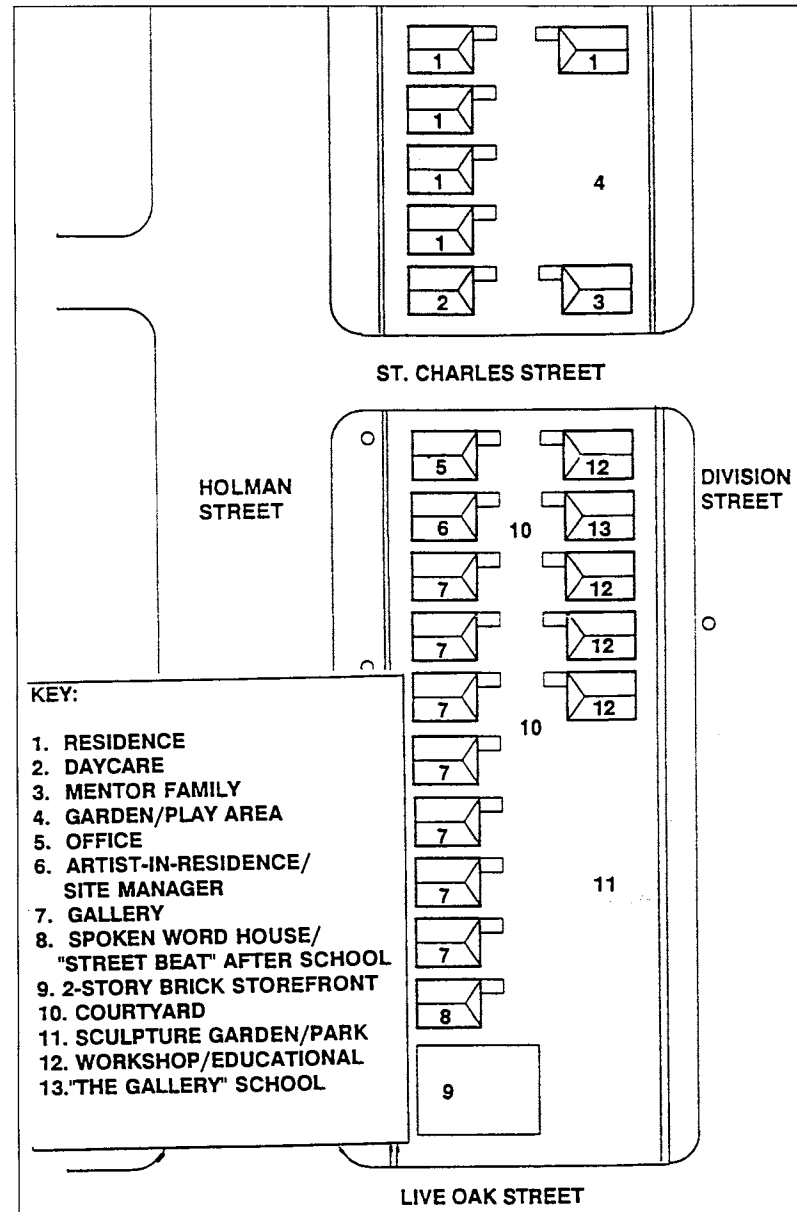 1 1
1
1 4
1
2 3
ST. CHARLES STREET
HOLMAN
STREET
DIVISION
STREET
5 12
6 10 13
7 12
7 12
7 12
10
7
7
7 11
7
8
9
KEY:
1. RESIDENCE
2. DAYCARE
3. MENTOR FAMILY
4. GARDEN/PLAY AREA
5. OFFICE
6. ARTIST-IN-RESIDENCE/
SITE MANAGER
7. GALLERY
8. SPOKEN WORD HOUSE/
"STREET BEAT" AFTER SCHOOL
9. 2-STORY BRICK STOREFRONT
10. COURTYARD
11. SCULPTURE GARDEN/PARK
12. WORKSHOP/EDUCATIONAL
13."THE GALLERY" SCHOOL
LIVE OAK STREET